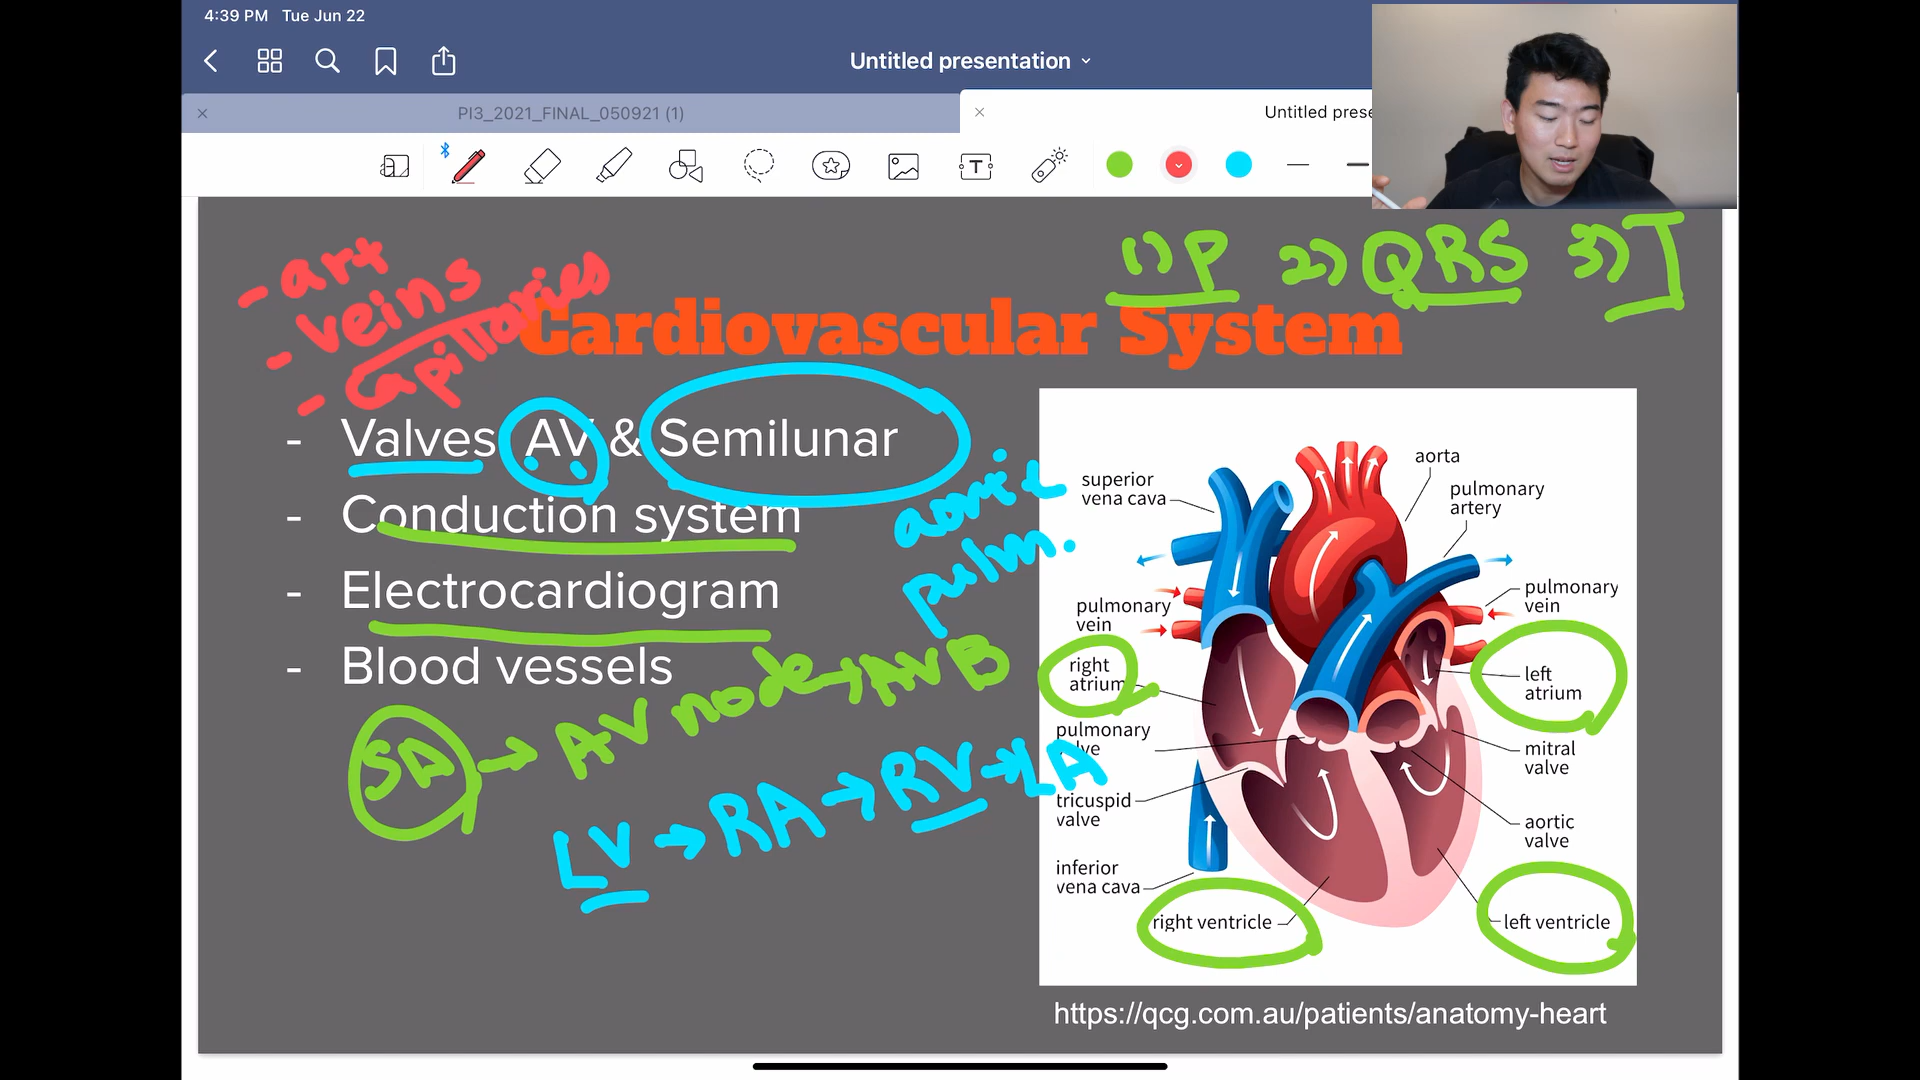 4:39 PM Tue Jun 22
Untitled presentation
PI3_2021_FINAL_050921 (1)
Untitled prese
1) P 2) QRS 3) T
- art
- veins
- capillaries
Cardiovascular System
- Valves AV & Semilunar
- Conduction system
- Electrocardiogram
- Blood vessels
aortic
pulm.
SA → AV node → AVB
LV → RA → RV → LA
aorta
superior
vena cava
pulmonary
artery
pulmonary
vein
pulmonary
vein
right
atrium
left
atrium
pulmonary
mitral
valve
tricuspid
valve
aortic
valve
inferior
vena cava
right ventricle
left ventricle
https://qcg.com.au/patients/anatomy-heart